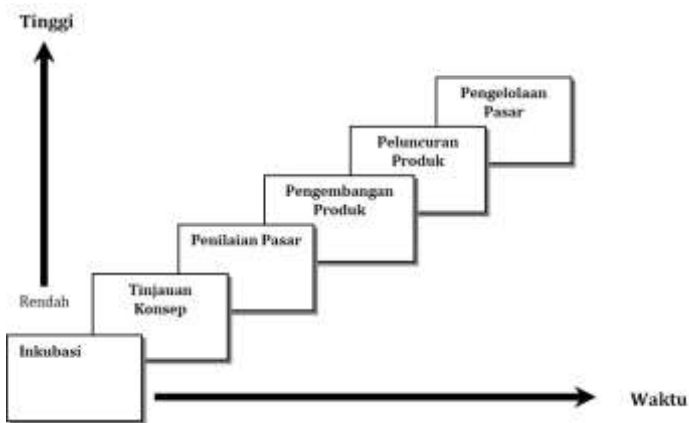 Tinggi
Pengelolaan
Pasar
Peluncuran
Produk
Pengembangan
Produk
Penilaian Pasar
Tinjauan
Konsep
Rendah
Inkubasi
Waktu